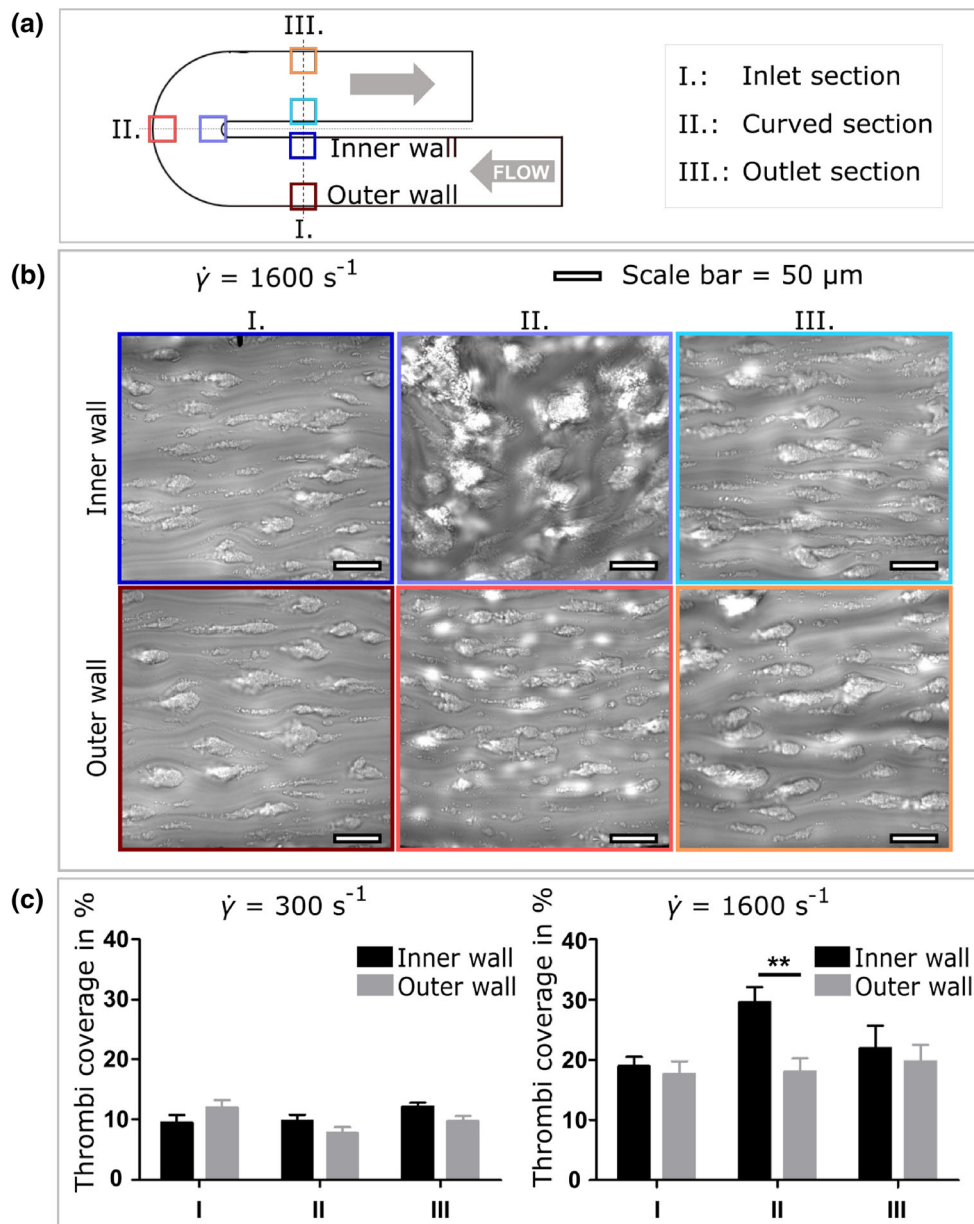 (a)
III.
II.
Inner wall
FLOW
Outer wall
I.
I.: Inlet section
II.: Curved section
III.: Outlet section
(b)
γ̇ = 1600 s⁻¹
Scale bar = 50 µm
I. II. III.
Inner wall
Outer wall
(c)
γ̇ = 300 s⁻¹
Thrombi coverage in %
40
30
20
10
0
Inner wall
Outer wall
I II III
γ̇ = 1600 s⁻¹
Thrombi coverage in %
40
30
20
10
0
**
Inner wall
Outer wall
I II III